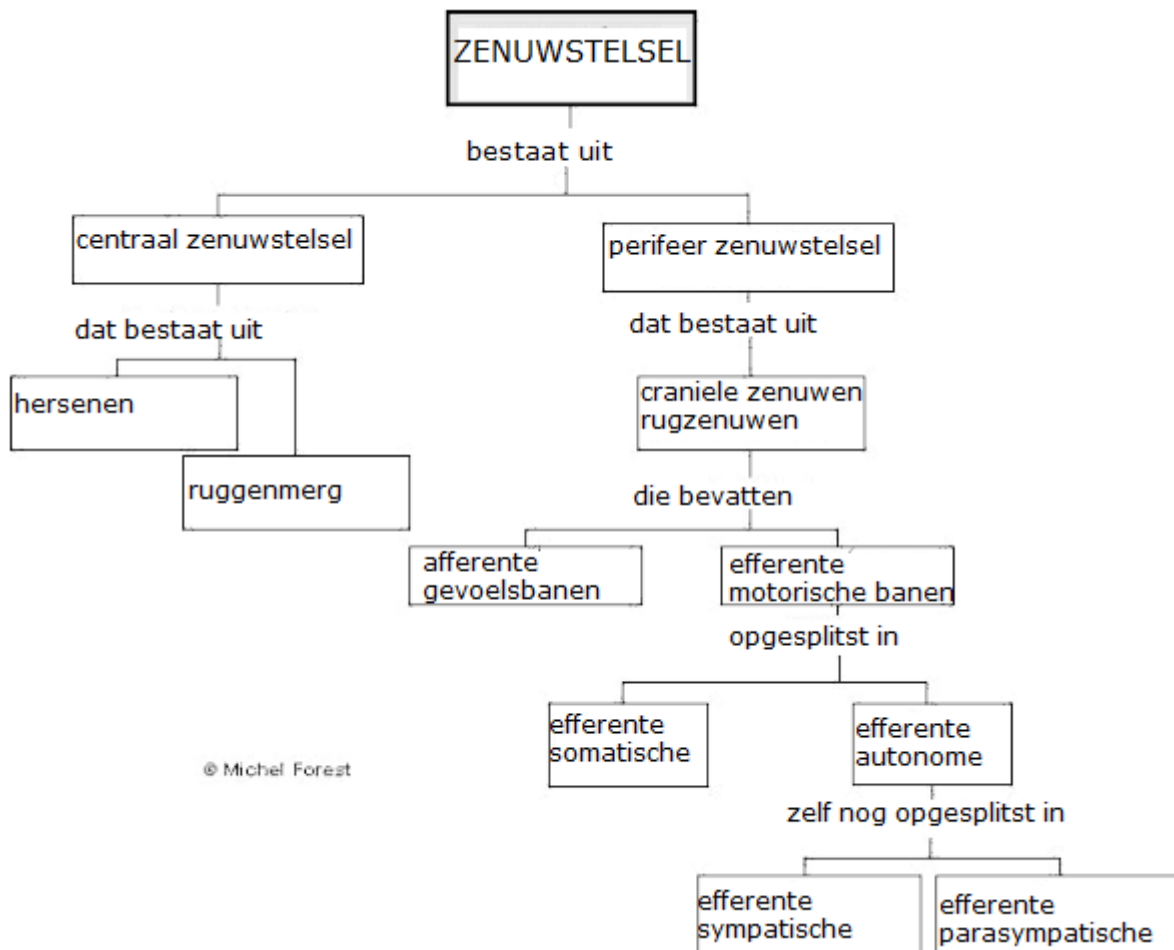 ZENUWSTELSEL
bestaat uit
centraal zenuwstelsel
perifeer zenuwstelsel
dat bestaat uit
dat bestaat uit
hersenen
craniele zenuwen
rugzenuwen
ruggenmerg
die bevatten
afferente
gevoelsbanen
efferente
motorische banen
opgesplitst in
efferente
somatische
efferente
autonome
© Michel Forest
zelf nog opgesplitst in
efferente
sympatische
efferente
parasympatische